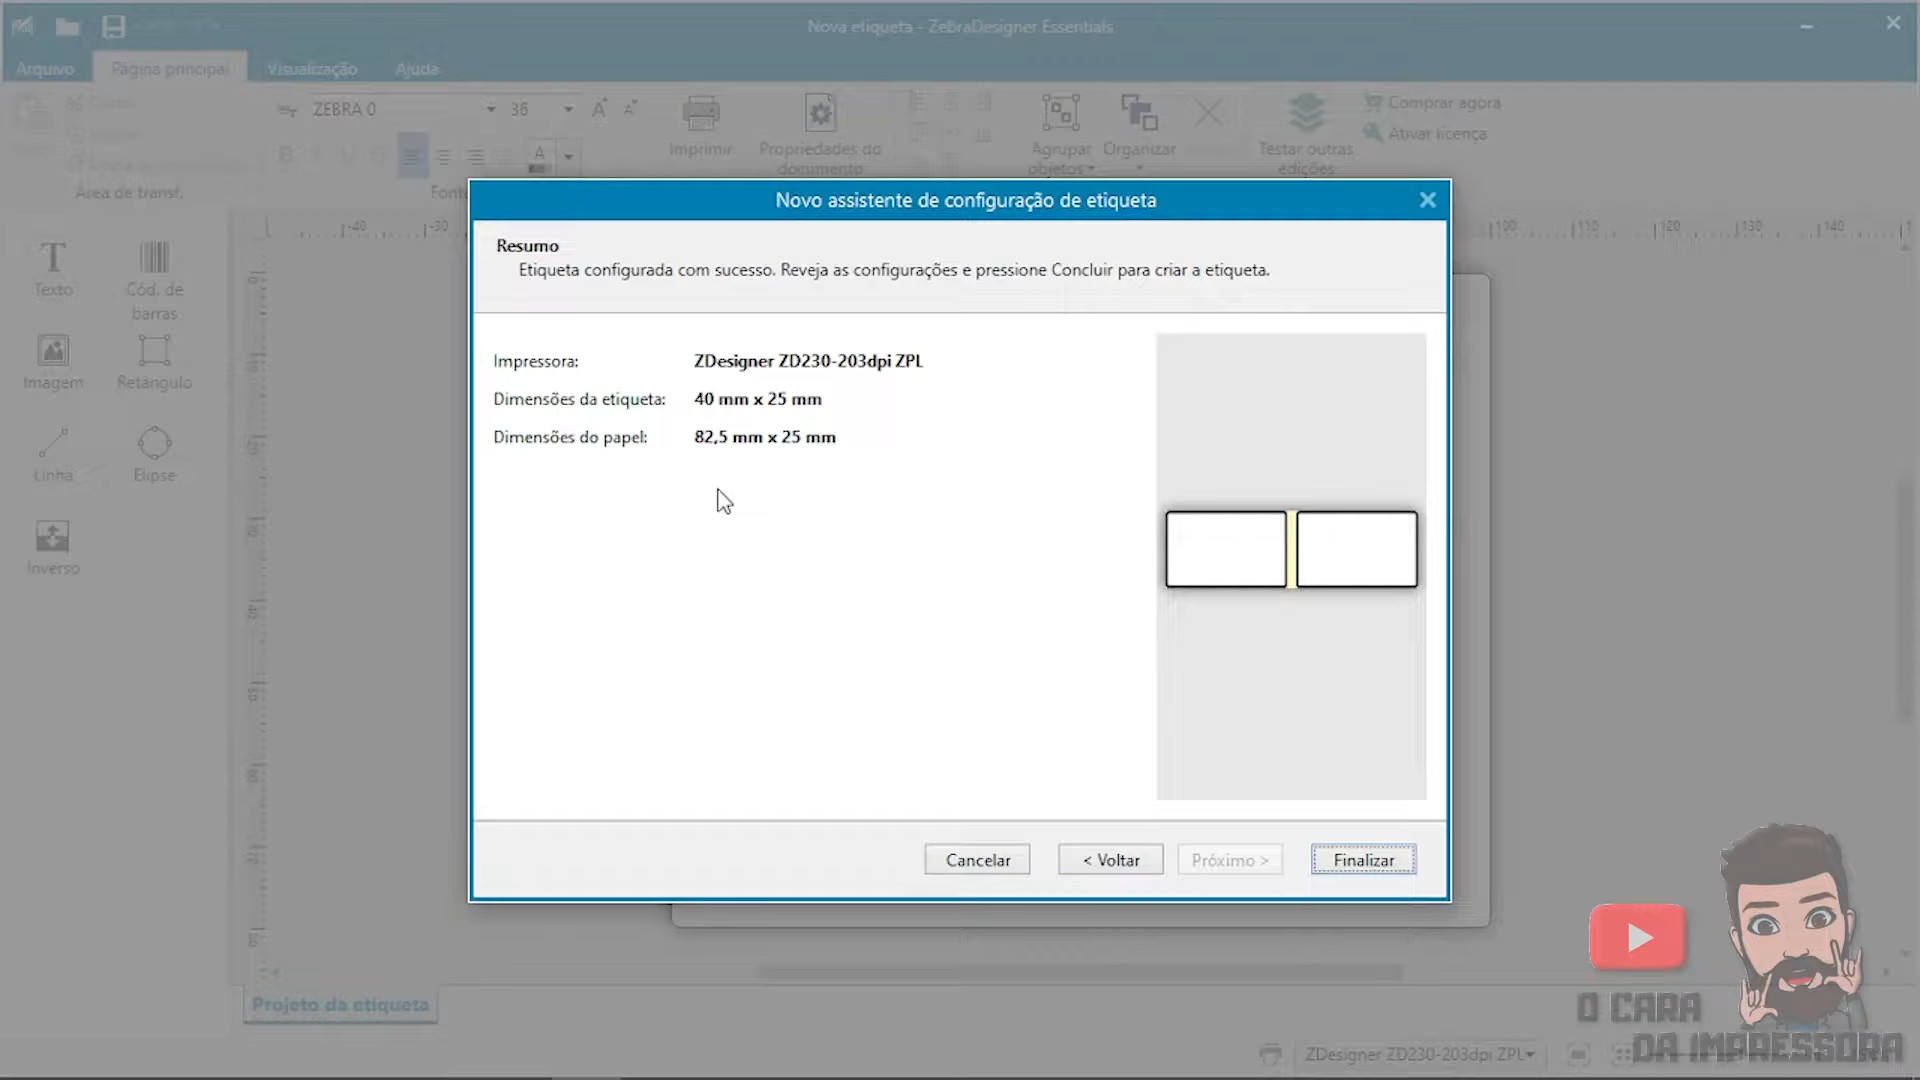 Nova etiqueta - ZebraDesigner Essentials
Arquivo
Página principal
Visualização
Ajuda
ZEBRA 0
36
Imprimir
Propriedades do
documento
Agrupar
objetos
Organizar
Testar outras
edições
Comprar agora
Ativar licença
Área de transf.
Fonte
Novo assistente de configuração de etiqueta
Resumo
Etiqueta configurada com sucesso. Reveja as configurações e pressione Concluir para criar a etiqueta.
Impressora: ZDesigner ZD230-203dpi ZPL
Dimensões da etiqueta: 40 mm x 25 mm
Dimensões do papel: 82,5 mm x 25 mm
Cancelar
< Voltar
Próximo >
Finalizar
Texto
Cód. de
barras
Imagem
Retângulo
Linha
Elipse
Inverso
Projeto da etiqueta
ZDesigner ZD230-203dpi ZPL
O CARA
DA IMPRESSORA